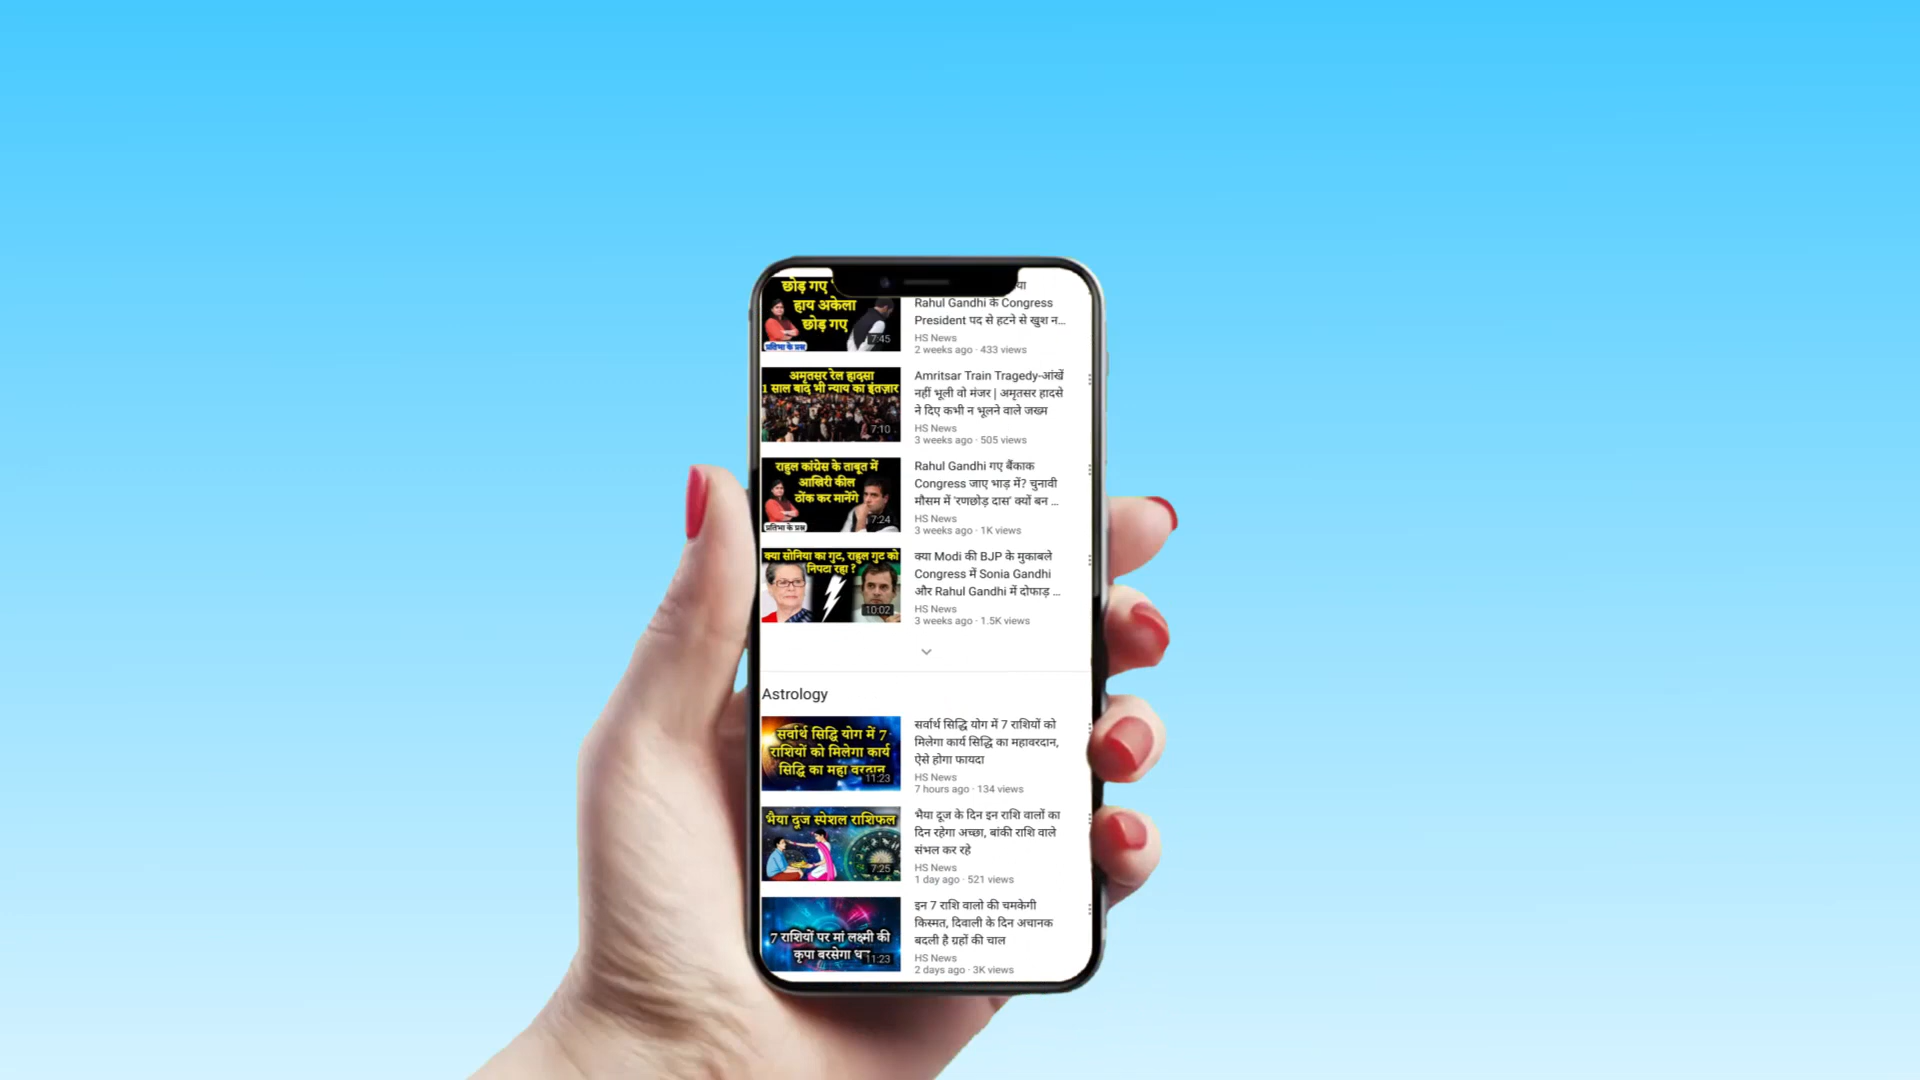 छोड़ गए
हाय अकेला
छोड़ गए
प्रतिभा के प्रश्न
7:45
या
Rahul Gandhi के Congress
President पद से हटने से खुश न...
HS News
2 weeks ago · 433 views
अमृतसर रेल हादसा
1 साल बाद भी न्याय का इंतज़ार
7:10
Amritsar Train Tragedy-आंखें
नहीं भूली वो मंजर | अमृतसर हादसे
ने दिए कभी न भूलने वाले जख्म
HS News
3 weeks ago · 505 views
राहुल कांग्रेस के ताबूत में
आखिरी कील
ठोंक कर मानेंगे
प्रतिभा के प्रश्न
7:24
Rahul Gandhi गए बैंकाक
Congress जाए भाड़ में? चुनावी
मौसम में 'रणछोड़ दास' क्यों बन ...
HS News
3 weeks ago · 1K views
क्या सोनिया का गुट, राहुल गुट को
निपटा रहा ?
10:02
क्या Modi की BJP के मुकाबले
Congress में Sonia Gandhi
और Rahul Gandhi में दोफाड़ ...
HS News
3 weeks ago · 1.5K views
Astrology
सर्वार्थ सिद्धि योग में 7
राशियों को मिलेगा कार्य
सिद्धि का महा वरदान
11:23
सर्वार्थ सिद्धि योग में 7 राशियों को
मिलेगा कार्य सिद्धि का महावरदान,
ऐसे होगा फायदा
HS News
7 hours ago · 134 views
भैया दूज स्पेशल राशिफल
7:25
भैया दूज के दिन इन राशि वालों का
दिन रहेगा अच्छा, बांकी राशि वाले
संभल कर रहे
HS News
1 day ago · 521 views
7 राशियों पर मां लक्ष्मी की
कृपा बरसेगा
11:23
इन 7 राशि वालो की चमकेगी
किस्मत, दिवाली के दिन अचानक
बदली है ग्रहों की चाल
HS News
2 days ago · 3K views